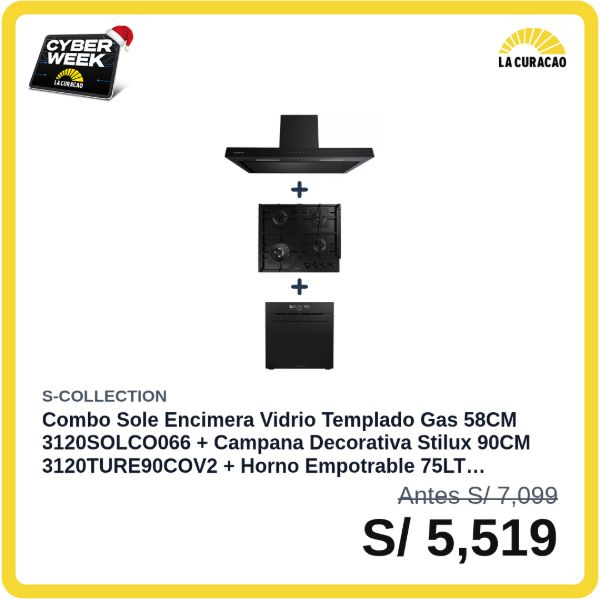 CYBER
WEEK
LA CURACAO
LA CURACAO
+
+
S-COLLECTION
Combo Sole Encimera Vidrio Templado Gas 58CM
3120SOLCO066 + Campana Decorativa Stilux 90CM
3120TURE90COV2 + Horno Empotrable 75LT…
Antes S/ 7,099
S/ 5,519